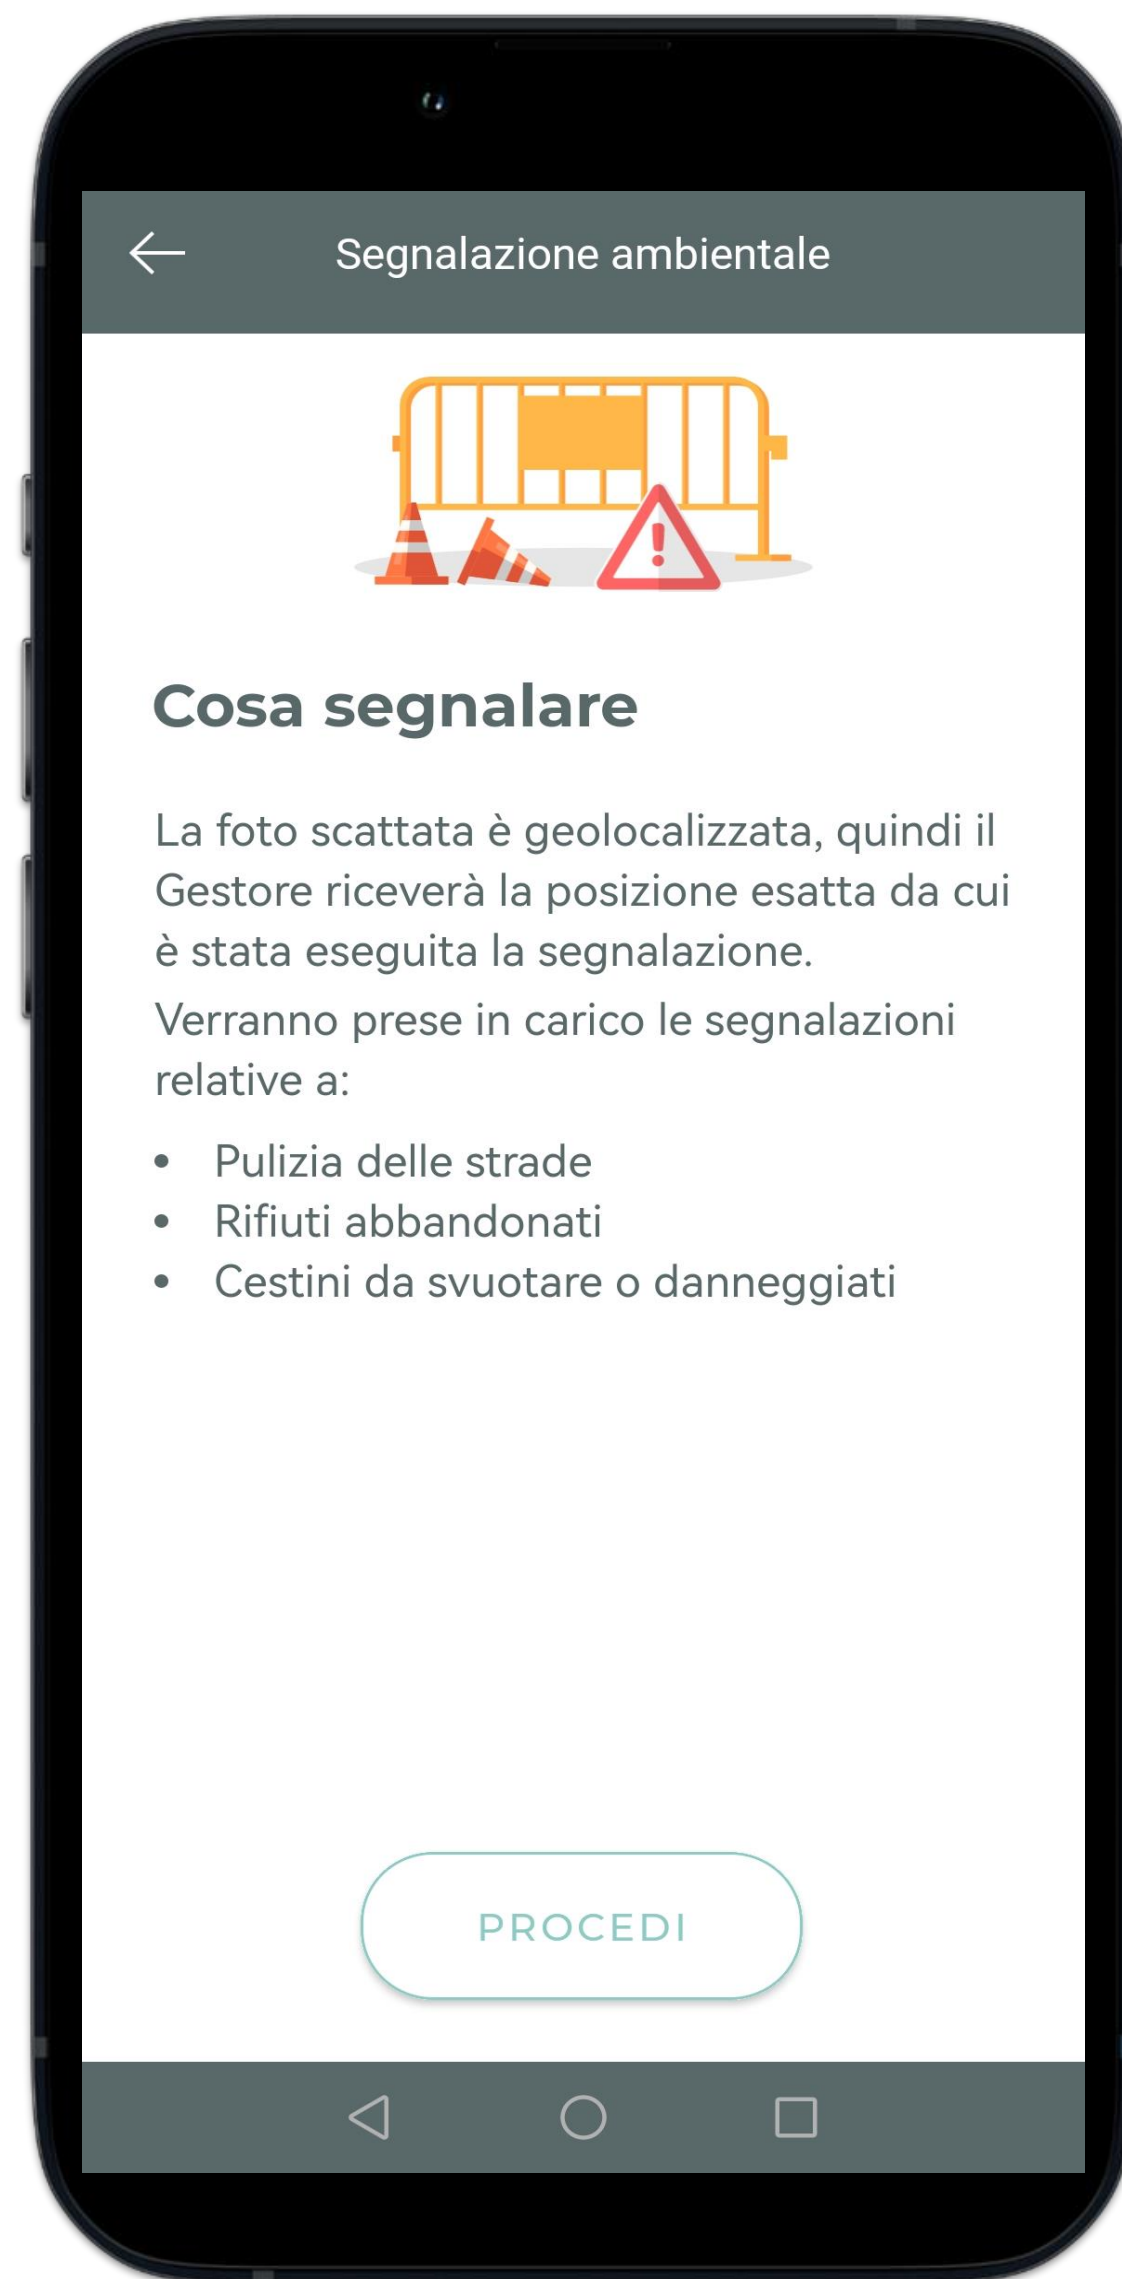 Segnalazione ambientale
Cosa segnalare
La foto scattata è geolocalizzata, quindi il
Gestore riceverà la posizione esatta da cui
è stata eseguita la segnalazione.
Verranno prese in carico le segnalazioni
relative a:
• Pulizia delle strade
• Rifiuti abbandonati
• Cestini da svuotare o danneggiati
PROCEDI